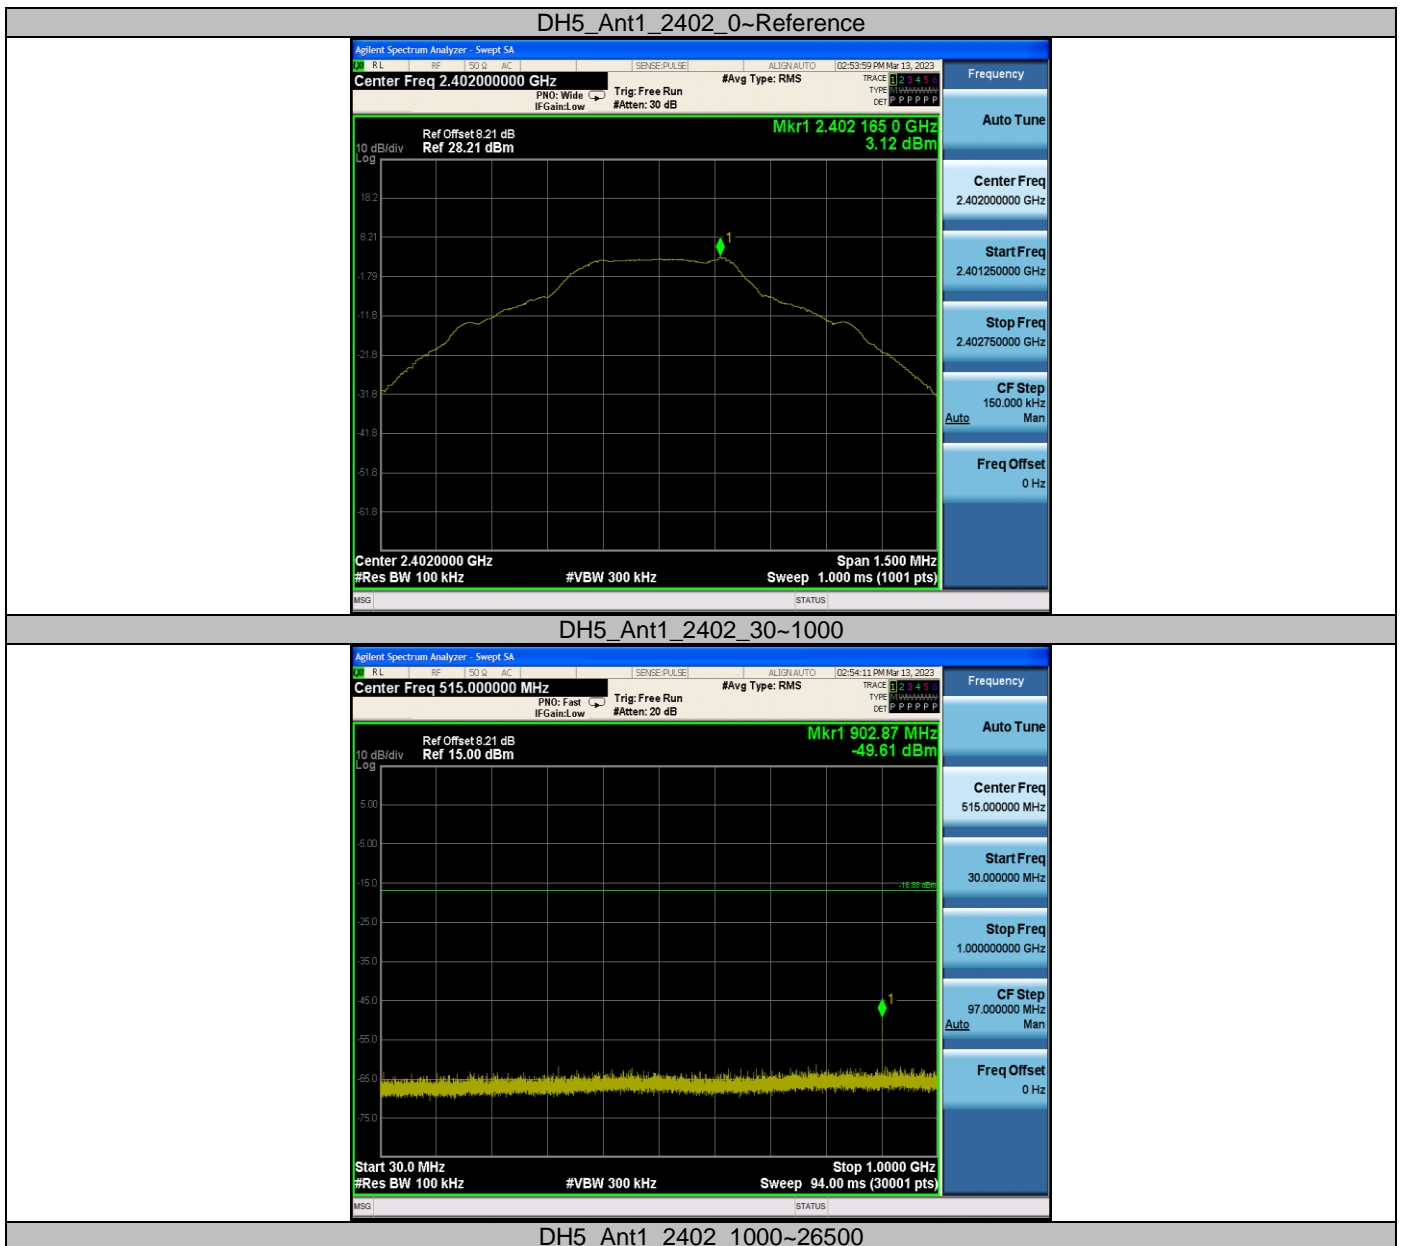 DH5_Ant1_2402_0~Reference
Agilent Spectrum Analyzer - Swept SA
RL RF 50 Ω AC SENSE:PULSE ALIGN AUTO 02:53:59 PM Mar 13, 2023
Center Freq 2.402000000 GHz #Avg Type: RMS TRACE 1 2 3 4 5 6
PNO: Wide Trig: Free Run TYPE M
IFGain:Low #Atten: 30 dB DET P P P P P P
Frequency
Auto Tune
Mkr1 2.402 165 0 GHz
3.12 dBm
Ref Offset 8.21 dB
10 dB/div Ref 28.21 dBm
Log
18.2
8.21
-1.79
-11.8
-21.8
-31.8
-41.8
-51.8
-61.8
1
Center Freq
2.402000000 GHz
Start Freq
2.401250000 GHz
Stop Freq
2.402750000 GHz
CF Step
150.000 kHz
Auto Man
Freq Offset
0 Hz
Center 2.4020000 GHz Span 1.500 MHz
#Res BW 100 kHz #VBW 300 kHz Sweep 1.000 ms (1001 pts)
MSG STATUS
DH5_Ant1_2402_30~1000
Agilent Spectrum Analyzer - Swept SA
RL RF 50 Ω AC SENSE:PULSE ALIGN AUTO 02:54:11 PM Mar 13, 2023
Center Freq 515.000000 MHz #Avg Type: RMS TRACE 1 2 3 4 5 6
PNO: Fast Trig: Free Run TYPE M
IFGain:Low #Atten: 20 dB DET P P P P P P
Frequency
Auto Tune
Mkr1 902.87 MHz
-49.61 dBm
Ref Offset 8.21 dB
10 dB/div Ref 15.00 dBm
Log
5.00
-5.00
-15.0
-25.0
-35.0
-45.0
-55.0
-65.0
-75.0
1
Center Freq
515.000000 MHz
Start Freq
30.000000 MHz
Stop Freq
1.000000000 GHz
CF Step
97.000000 MHz
Auto Man
Freq Offset
0 Hz
Start 30.0 MHz Stop 1.0000 GHz
#Res BW 100 kHz #VBW 300 kHz Sweep 94.00 ms (30001 pts)
MSG STATUS
DH5_Ant1_2402_1000~26500